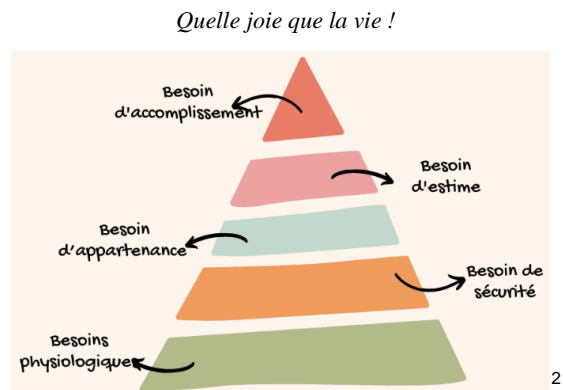 Quelle joie que la vie !
Besoin
d'accomplissement
Besoin
d'estime
Besoin
d'appartenance
Besoin de
sécurité
Besoins
physiologiques
2